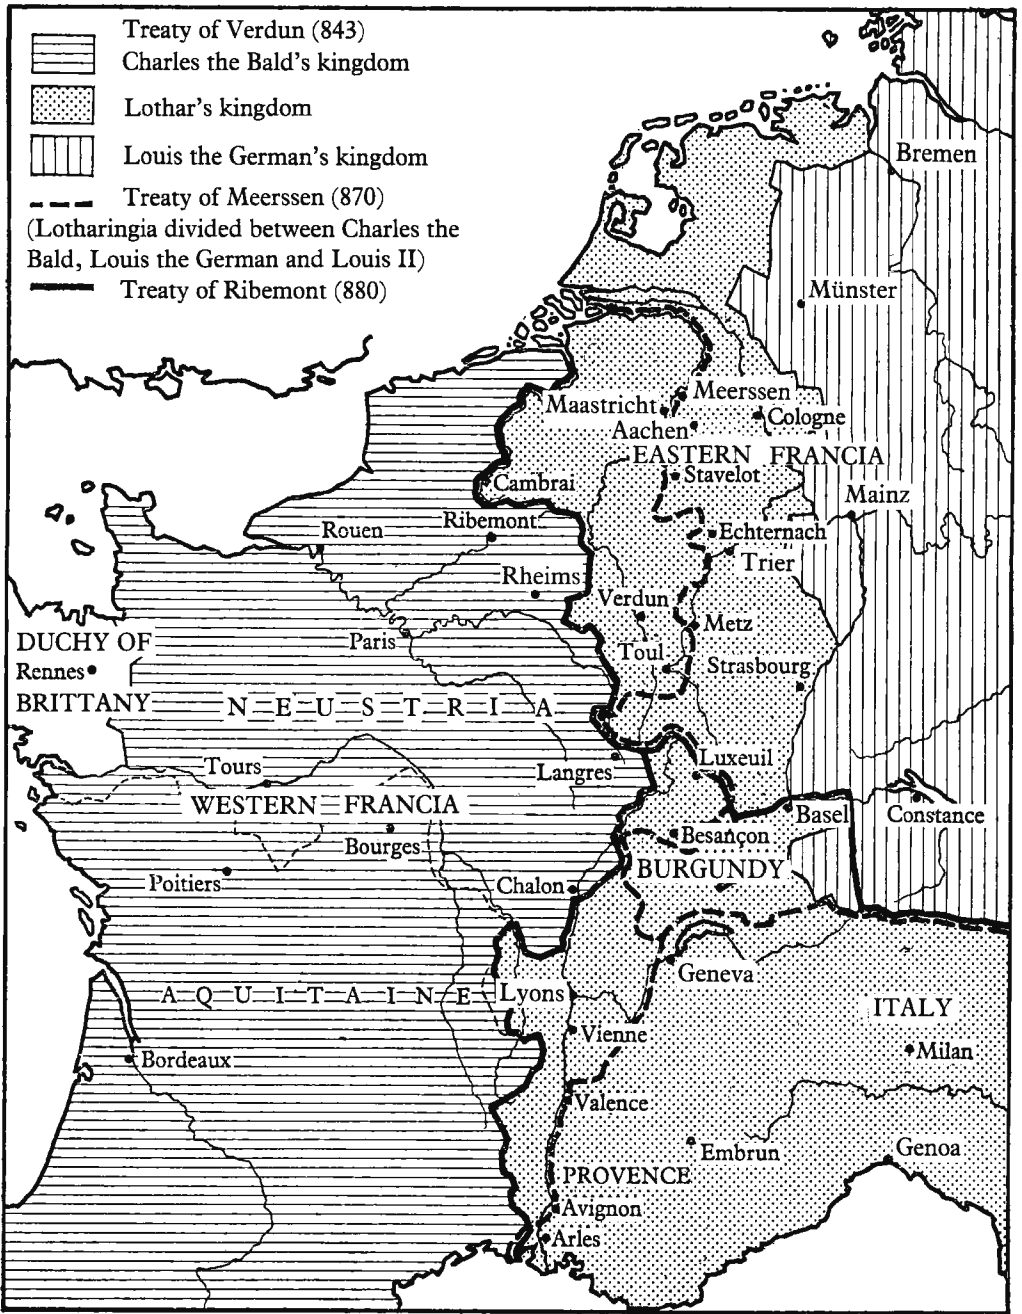 Treaty of Verdun (843)
Charles the Bald's kingdom
Lothar's kingdom
Louis the German's kingdom
Treaty of Meerssen (870)
(Lotharingia divided between Charles the
Bald, Louis the German and Louis II)
Treaty of Ribemont (880)
Bremen
Münster
Meerssen
Maastricht
Cologne
Aachen
EASTERN FRANCIA
Stavelot
Cambrai
Mainz
Ribemont
Rouen
Echternach
Trier
Rheims
Verdun
Metz
DUCHY OF
Paris
Toul
Rennes
Strasbourg
BRITTANY
NEUSTRIA
Luxeuil
Tours
Langres
WESTERN FRANCIA
Basel
Constance
Besançon
Bourges
BURGUNDY
Poitiers
Chalon
Geneva
AQUITAINE
Lyons
ITALY
Vienne
Milan
Bordeaux
Valence
Embrun
Genoa
PROVENCE
Avignon
Arles